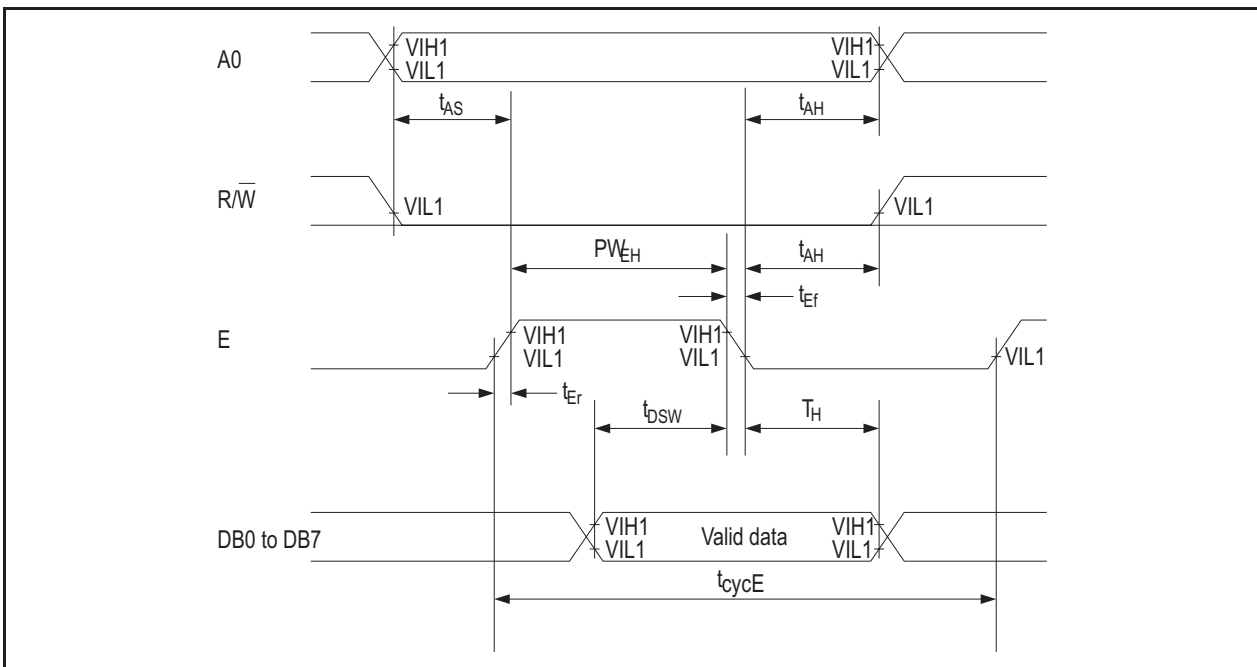 A0
VIH1
VIL1
VIH1
VIL1
tAS
tAH
R/W̅
VIL1
VIL1
PWEH
tAH
tEf
E
VIH1
VIL1
VIH1
VIL1
VIL1
tEr
tDSW
TH
DB0 to DB7
VIH1
VIL1
Valid data
VIH1
VIL1
tcycE